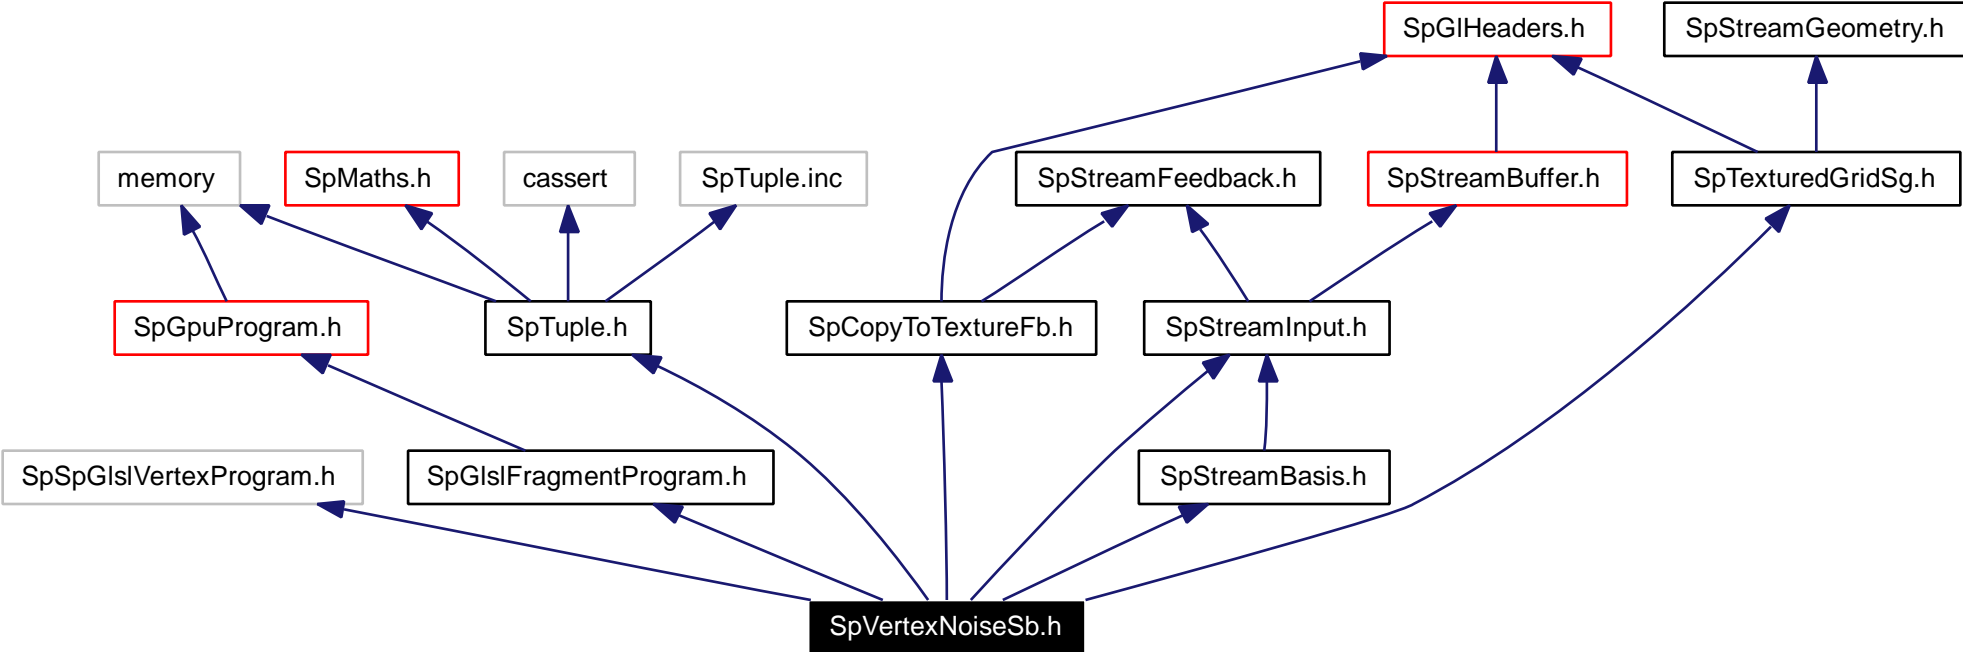 SpGlHeaders.h
SpStreamGeometry.h
memory
SpMaths.h
cassert
SpTuple.inc
SpStreamFeedback.h
SpStreamBuffer.h
SpTexturedGridSg.h
SpGpuProgram.h
SpTuple.h
SpCopyToTextureFb.h
SpStreamInput.h
SpSpGlslVertexProgram.h
SpGlslFragmentProgram.h
SpStreamBasis.h
SpVertexNoiseSb.h